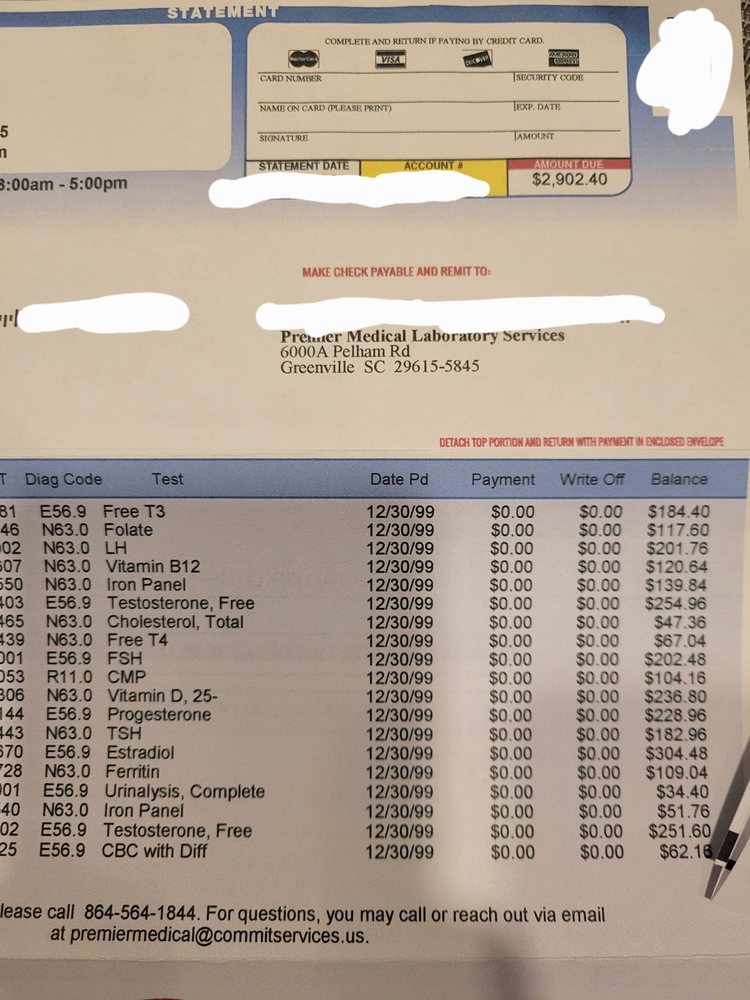 STATEMENT
COMPLETE AND RETURN IF PAYING BY CREDIT CARD.
MasterCard VISA DISCOVER AMERICAN EXPRESS
CARD NUMBER SECURITY CODE
NAME ON CARD (PLEASE PRINT) EXP. DATE
SIGNATURE AMOUNT
5
STATEMENT DATE ACCOUNT # AMOUNT DUE
$2,902.40
3:00am - 5:00pm
MAKE CHECK PAYABLE AND REMIT TO:
Premier Medical Laboratory Services
6000A Pelham Rd
Greenville SC 29615-5845
DETACH TOP PORTION AND RETURN WITH PAYMENT IN ENCLOSED ENVELOPE
T Diag Code Test Date Pd Payment Write Off Balance
81 E56.9 Free T3 12/30/99 $0.00 $0.00 $184.40
46 N63.0 Folate 12/30/99 $0.00 $0.00 $117.60
02 N63.0 LH 12/30/99 $0.00 $0.00 $201.76
607 N63.0 Vitamin B12 12/30/99 $0.00 $0.00 $120.64
550 N63.0 Iron Panel 12/30/99 $0.00 $0.00 $139.84
403 E56.9 Testosterone, Free 12/30/99 $0.00 $0.00 $254.96
465 N63.0 Cholesterol, Total 12/30/99 $0.00 $0.00 $47.36
439 N63.0 Free T4 12/30/99 $0.00 $0.00 $67.04
001 E56.9 FSH 12/30/99 $0.00 $0.00 $202.48
053 R11.0 CMP 12/30/99 $0.00 $0.00 $104.16
306 N63.0 Vitamin D, 25- 12/30/99 $0.00 $0.00 $236.80
144 E56.9 Progesterone 12/30/99 $0.00 $0.00 $228.96
443 N63.0 TSH 12/30/99 $0.00 $0.00 $182.96
670 E56.9 Estradiol 12/30/99 $0.00 $0.00 $304.48
728 N63.0 Ferritin 12/30/99 $0.00 $0.00 $109.04
001 E56.9 Urinalysis, Complete 12/30/99 $0.00 $0.00 $34.40
40 N63.0 Iron Panel 12/30/99 $0.00 $0.00 $51.76
02 E56.9 Testosterone, Free 12/30/99 $0.00 $0.00 $251.60
25 E56.9 CBC with Diff 12/30/99 $0.00 $0.00 $62.16
lease call 864-564-1844. For questions, you may call or reach out via email
at premiermedical@commitservices.us.